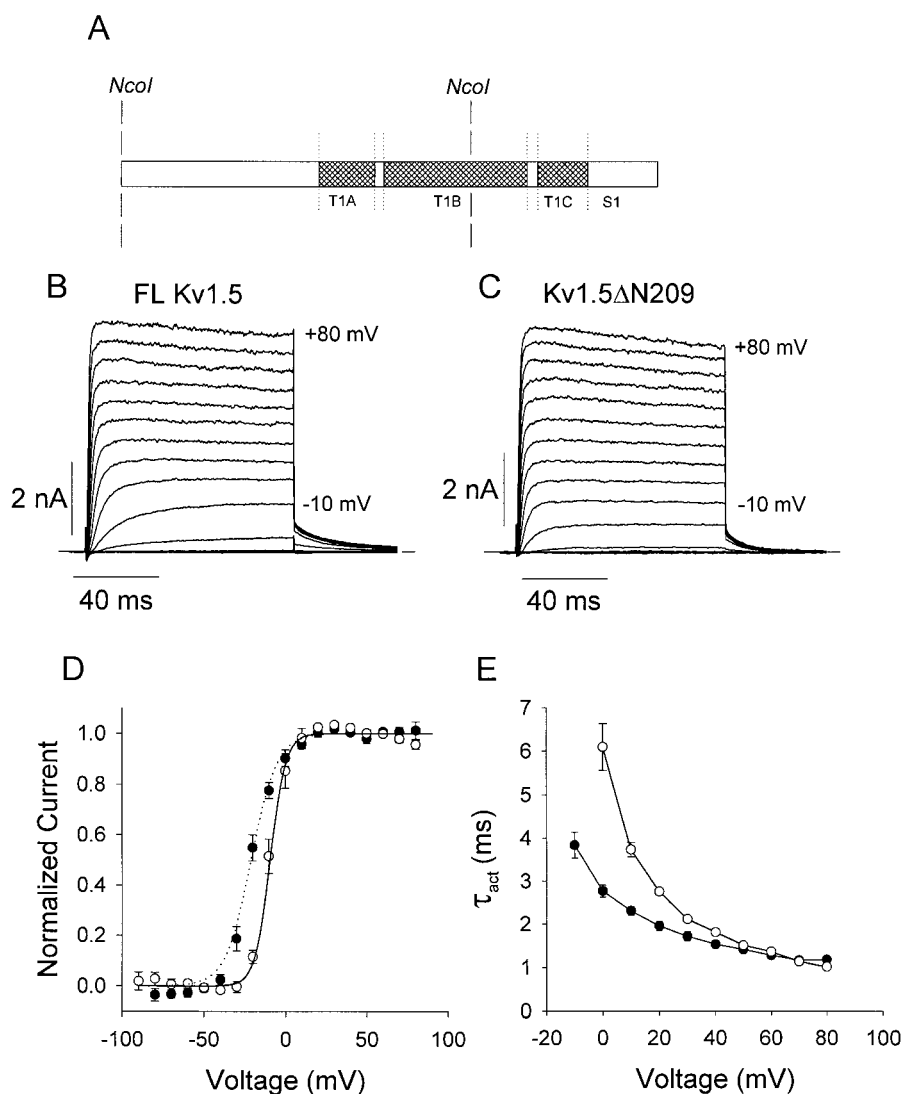 A
NcoI NcoI
T1A T1B T1C S1
B FL Kv1.5
+80 mV
-10 mV
2 nA
40 ms
C Kv1.5ΔN209
+80 mV
-10 mV
2 nA
40 ms
D
Normalized Current
1.0
0.8
0.6
0.4
0.2
0.0
-100 -50 0 50 100
Voltage (mV)
E
τact (ms)
7
6
5
4
3
2
1
0
-20 0 20 40 60 80 100
Voltage (mV)